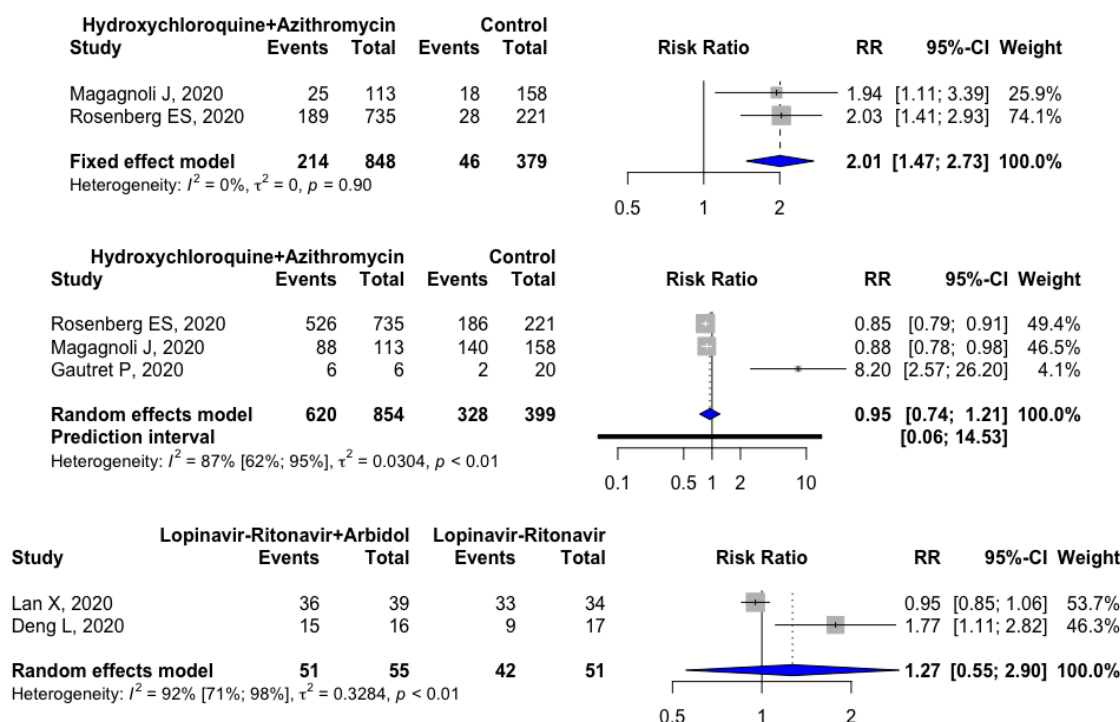 Hydroxychloroquine+Azithromycin Control
Study Events Total Events Total Risk Ratio RR 95%-CI Weight
Magagnoli J, 2020 25 113 18 158 1.94 [1.11; 3.39] 25.9%
Rosenberg ES, 2020 189 735 28 221 2.03 [1.41; 2.93] 74.1%
Fixed effect model 214 848 46 379 2.01 [1.47; 2.73] 100.0%
Heterogeneity: I² = 0%, τ² = 0, p = 0.90
0.5 1 2
Hydroxychloroquine+Azithromycin Control
Study Events Total Events Total Risk Ratio RR 95%-CI Weight
Rosenberg ES, 2020 526 735 186 221 0.85 [0.79; 0.91] 49.4%
Magagnoli J, 2020 88 113 140 158 0.88 [0.78; 0.98] 46.5%
Gautret P, 2020 6 6 2 20 8.20 [2.57; 26.20] 4.1%
Random effects model 620 854 328 399 0.95 [0.74; 1.21] 100.0%
Prediction interval [0.06; 14.53]
Heterogeneity: I² = 87% [62%; 95%], τ² = 0.0304, p < 0.01
0.1 0.5 1 2 10
Lopinavir-Ritonavir+Arbidol Lopinavir-Ritonavir
Study Events Total Events Total Risk Ratio RR 95%-CI Weight
Lan X, 2020 36 39 33 34 0.95 [0.85; 1.06] 53.7%
Deng L, 2020 15 16 9 17 1.77 [1.11; 2.82] 46.3%
Random effects model 51 55 42 51 1.27 [0.55; 2.90] 100.0%
Heterogeneity: I² = 92% [71%; 98%], τ² = 0.3284, p < 0.01
0.5 1 2